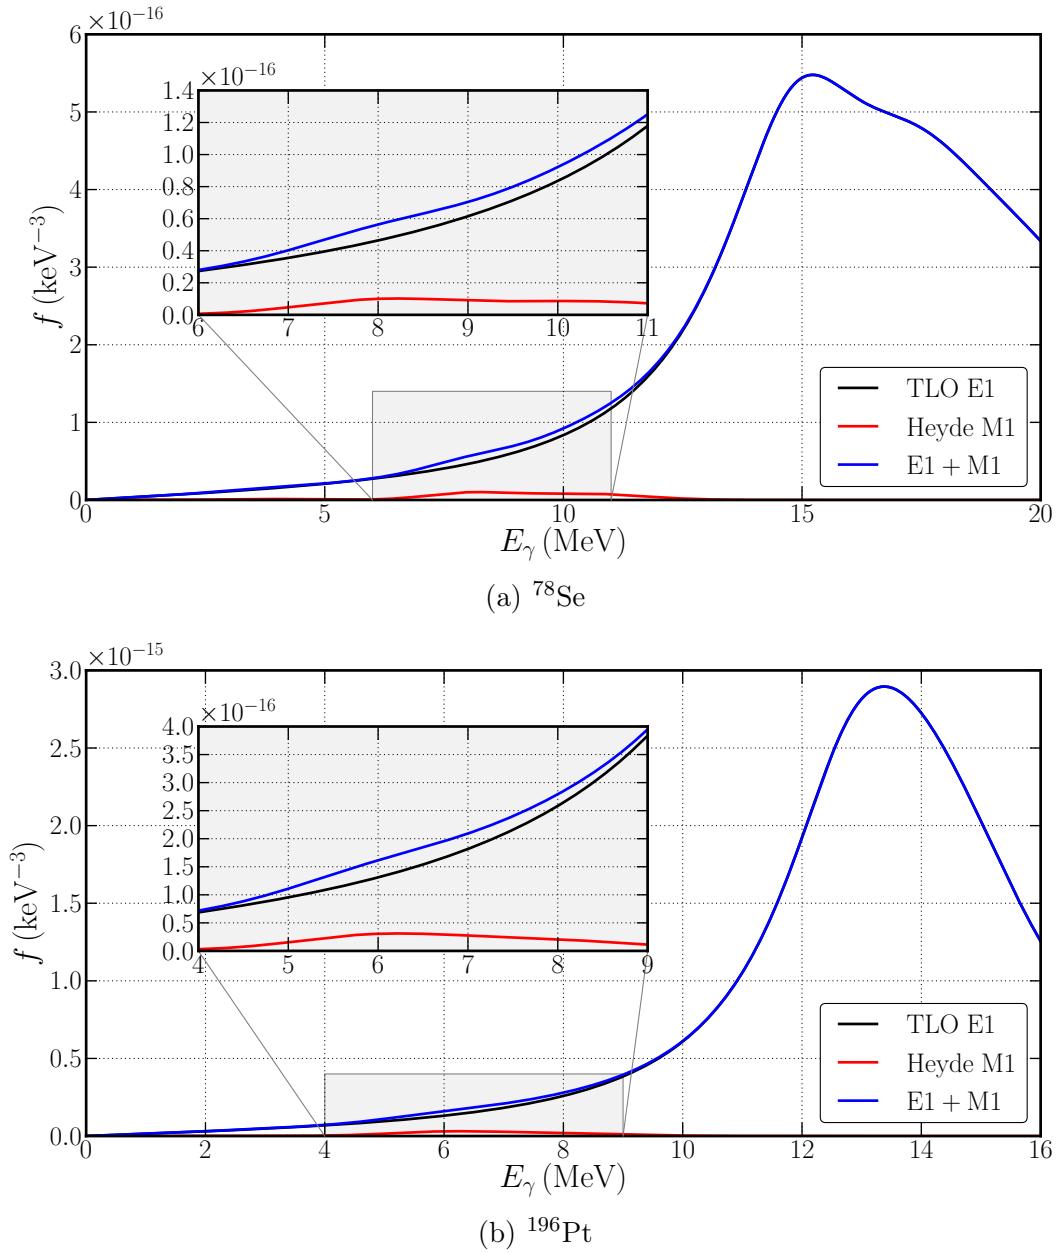 ×10⁻¹⁶
6
5
4
3
2
1
0
f (keV⁻³)
×10⁻¹⁶
1.4
1.2
1.0
0.8
0.6
0.4
0.2
0.0
6 7 8 9 10 11
TLO E1
Heyde M1
E1 + M1
0 5 10 15 20
E_γ (MeV)
(a) ⁷⁸Se
×10⁻¹⁵
3.0
2.5
2.0
1.5
1.0
0.5
0.0
f (keV⁻³)
×10⁻¹⁶
4.0
3.5
3.0
2.5
2.0
1.5
1.0
0.5
0.0
4 5 6 7 8 9
TLO E1
Heyde M1
E1 + M1
0 2 4 6 8 10 12 14 16
E_γ (MeV)
(b) ¹⁹⁶Pt